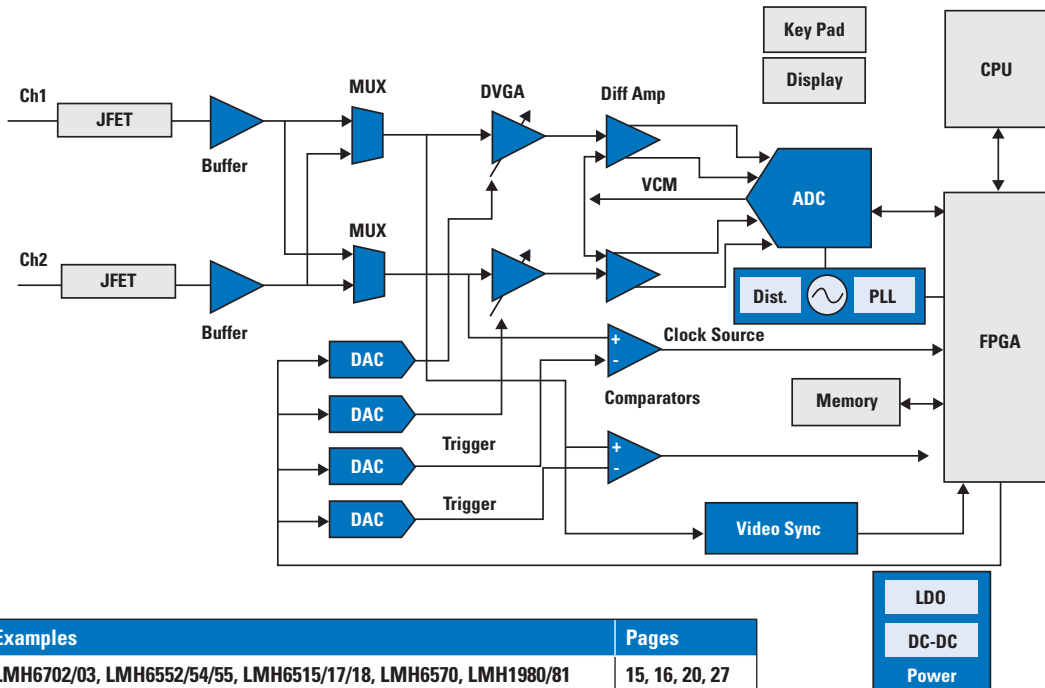 Key Pad
CPU
Display
Ch1
MUX
DVGA
Diff Amp
JFET
Buffer
VCM
ADC
MUX
Ch2
JFET
Dist.
PLL
Buffer
Clock Source
FPGA
+
-
DAC
Comparators
Memory
DAC
Trigger
+
-
DAC
Trigger
DAC
Video Sync
LDO
DC-DC
Power
Examples Pages
LMH6702/03, LMH6552/54/55, LMH6515/17/18, LMH6570, LMH1980/81 15, 16, 20, 27